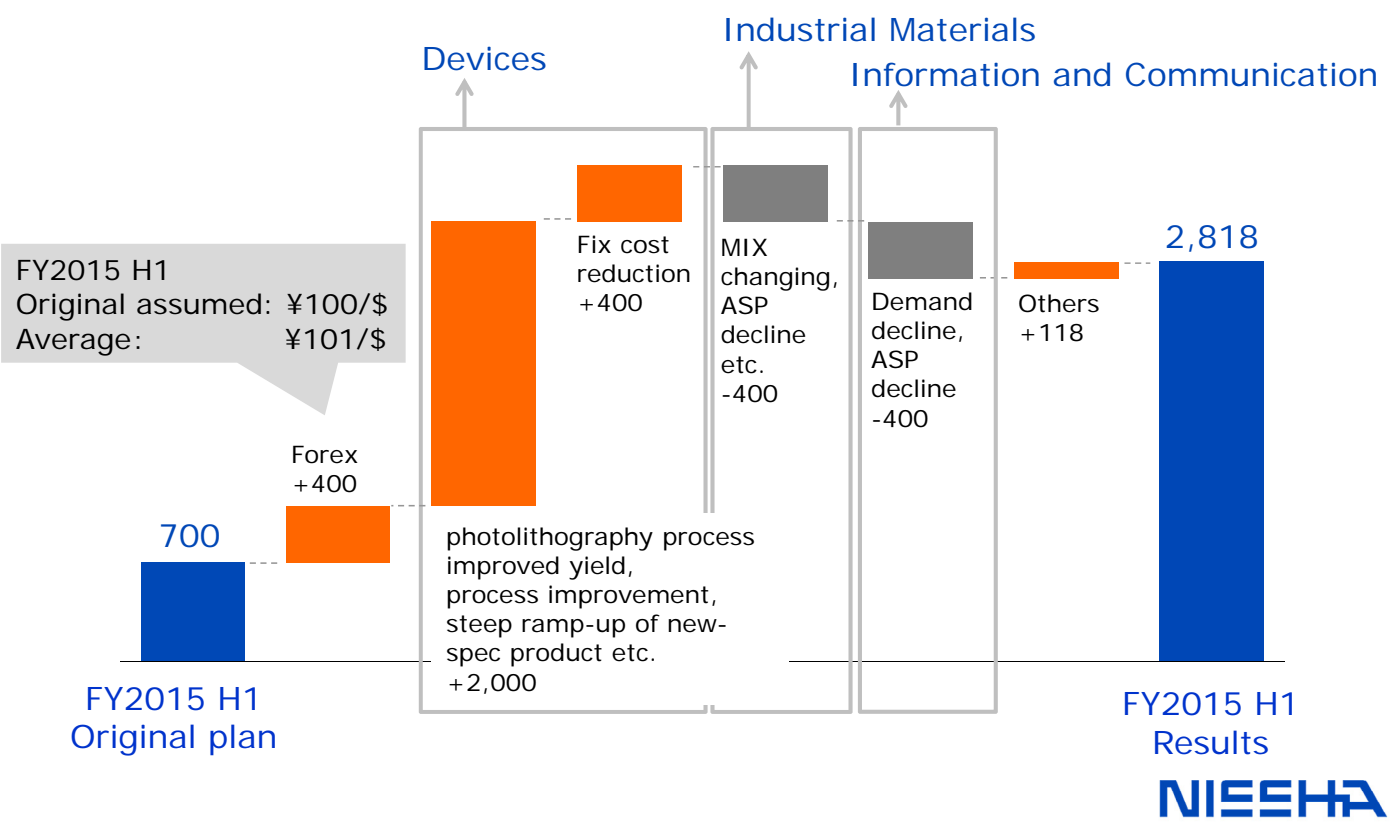 Industrial Materials
Devices
Information and Communication
FY2015 H1
Original assumed: ¥100/$
Average: ¥101/$
Forex
+400
700
photolithography process
improved yield,
process improvement,
steep ramp-up of new-
spec product etc.
+2,000
Fix cost
reduction
+400
MIX
changing,
ASP
decline
etc.
-400
Demand
decline,
ASP
decline
-400
Others
+118
2,818
FY2015 H1
Original plan
FY2015 H1
Results
NISSHA